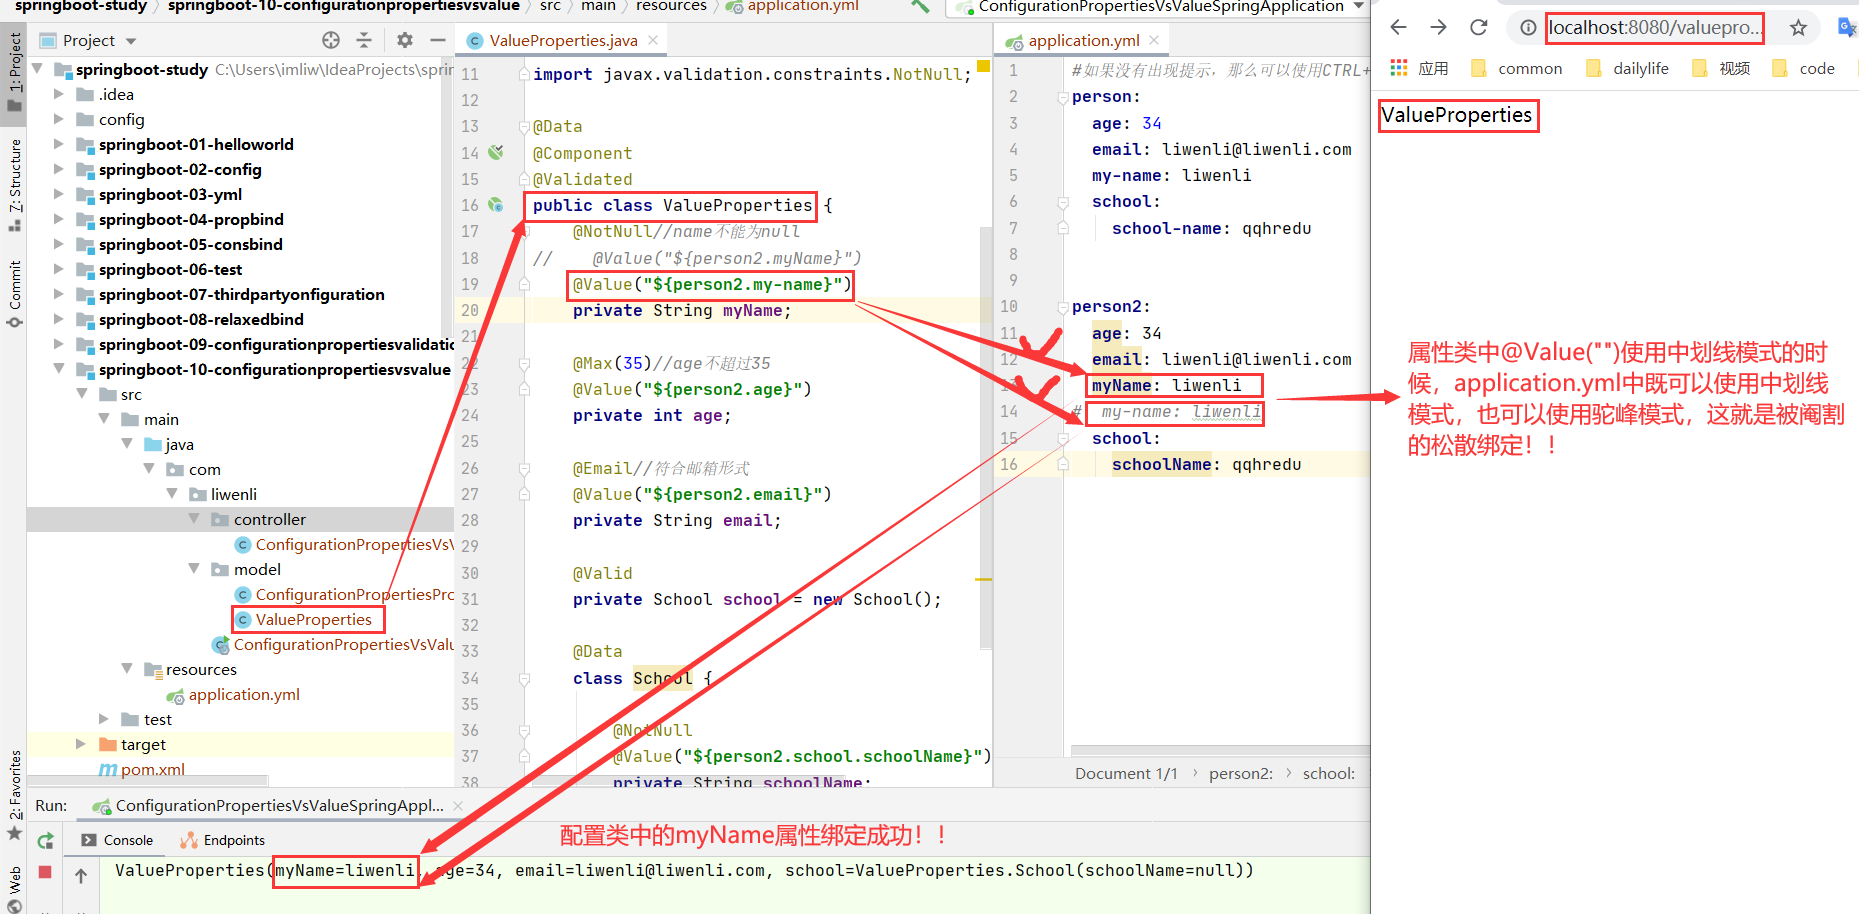 springboot-study › springboot-10-configurationpropertiesvsvalue › src › main › resources › application.yml
ConfigurationPropertiesVsValueSpringApplication
Project
1: Project
7: Structure
Commit
2: Favorites
Web
springboot-study C:\Users\imliw\IdeaProjects\spri
.idea
config
springboot-01-helloworld
springboot-02-config
springboot-03-yml
springboot-04-propbind
springboot-05-consbind
springboot-06-test
springboot-07-thirdpartyonfiguration
springboot-08-relaxedbind
springboot-09-configurationpropertiesvalidatio
springboot-10-configurationpropertiesvsvalue
src
main
java
com
liwenli
controller
ConfigurationPropertiesVsV
model
ConfigurationPropertiesPro
ValueProperties
ConfigurationPropertiesVsValu
resources
application.yml
test
target
pom.xml
ValueProperties.java
11 import javax.validation.constraints.NotNull;
12
13 @Data
14 @Component
15 @Validated
16 public class ValueProperties {
17 @NotNull//name不能为null
18 // @Value("${person2.myName}")
19 @Value("${person2.my-name}")
20 private String myName;
21
22 @Max(35)//age不超过35
23 @Value("${person2.age}")
24 private int age;
25
26 @Email//符合邮箱形式
27 @Value("${person2.email}")
28 private String email;
29
30 @Valid
31 private School school = new School();
32
33 @Data
34 class School {
35
36 @NotNull
37 @Value("${person2.school.schoolName}")
38 private String schoolName;
application.yml
1 #如果没有出现提示，那么可以使用CTRL+
2 person:
3 age: 34
4 email: liwenli@liwenli.com
5 my-name: liwenli
6 school:
7 school-name: qqhredu
8
9
10 person2:
11 age: 34
12 email: liwenli@liwenli.com
13 myName: liwenli
14 # my-name: liwenli
15 school:
16 schoolName: qqhredu
Document 1/1 › person2: › school:
localhost:8080/valuepro...
应用 common dailylife 视频 code
ValueProperties
属性类中@Value("")使用中划线模式的时
候，application.yml中既可以使用中划线
模式，也可以使用驼峰模式，这就是被阉割
的松散绑定！！
Run: ConfigurationPropertiesVsValueSpringAppl...
Console Endpoints
配置类中的myName属性绑定成功！！
ValueProperties(myName=liwenli, age=34, email=liwenli@liwenli.com, school=ValueProperties.School(schoolName=null))